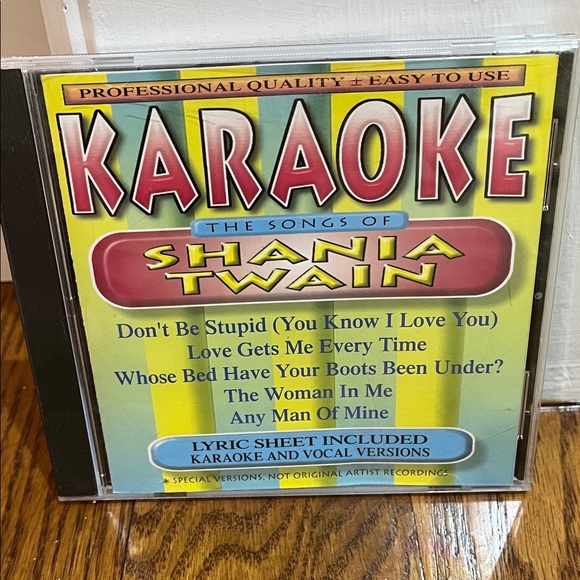 PROFESSIONAL QUALITY ± EASY TO USE
KARAOKE
THE SONGS OF
SHANIA
TWAIN
Don't Be Stupid (You Know I Love You)
Love Gets Me Every Time
Whose Bed Have Your Boots Been Under?
The Woman In Me
Any Man Of Mine
LYRIC SHEET INCLUDED
KARAOKE AND VOCAL VERSIONS
* SPECIAL VERSIONS, NOT ORIGINAL ARTIST RECORDINGS